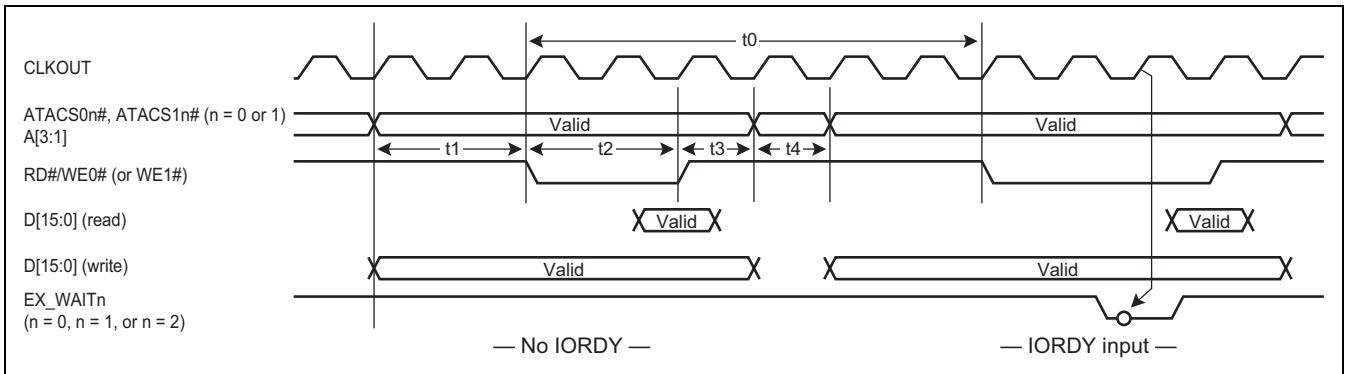 t0
CLKOUT
ATACS0n#, ATACS1n# (n = 0 or 1)
A[3:1]
Valid
Valid
t1
t2
t3
t4
RD#/WE0# (or WE1#)
D[15:0] (read)
Valid
Valid
D[15:0] (write)
Valid
Valid
EX_WAITn
(n = 0, n = 1, or n = 2)
— No IORDY —
— IORDY input —